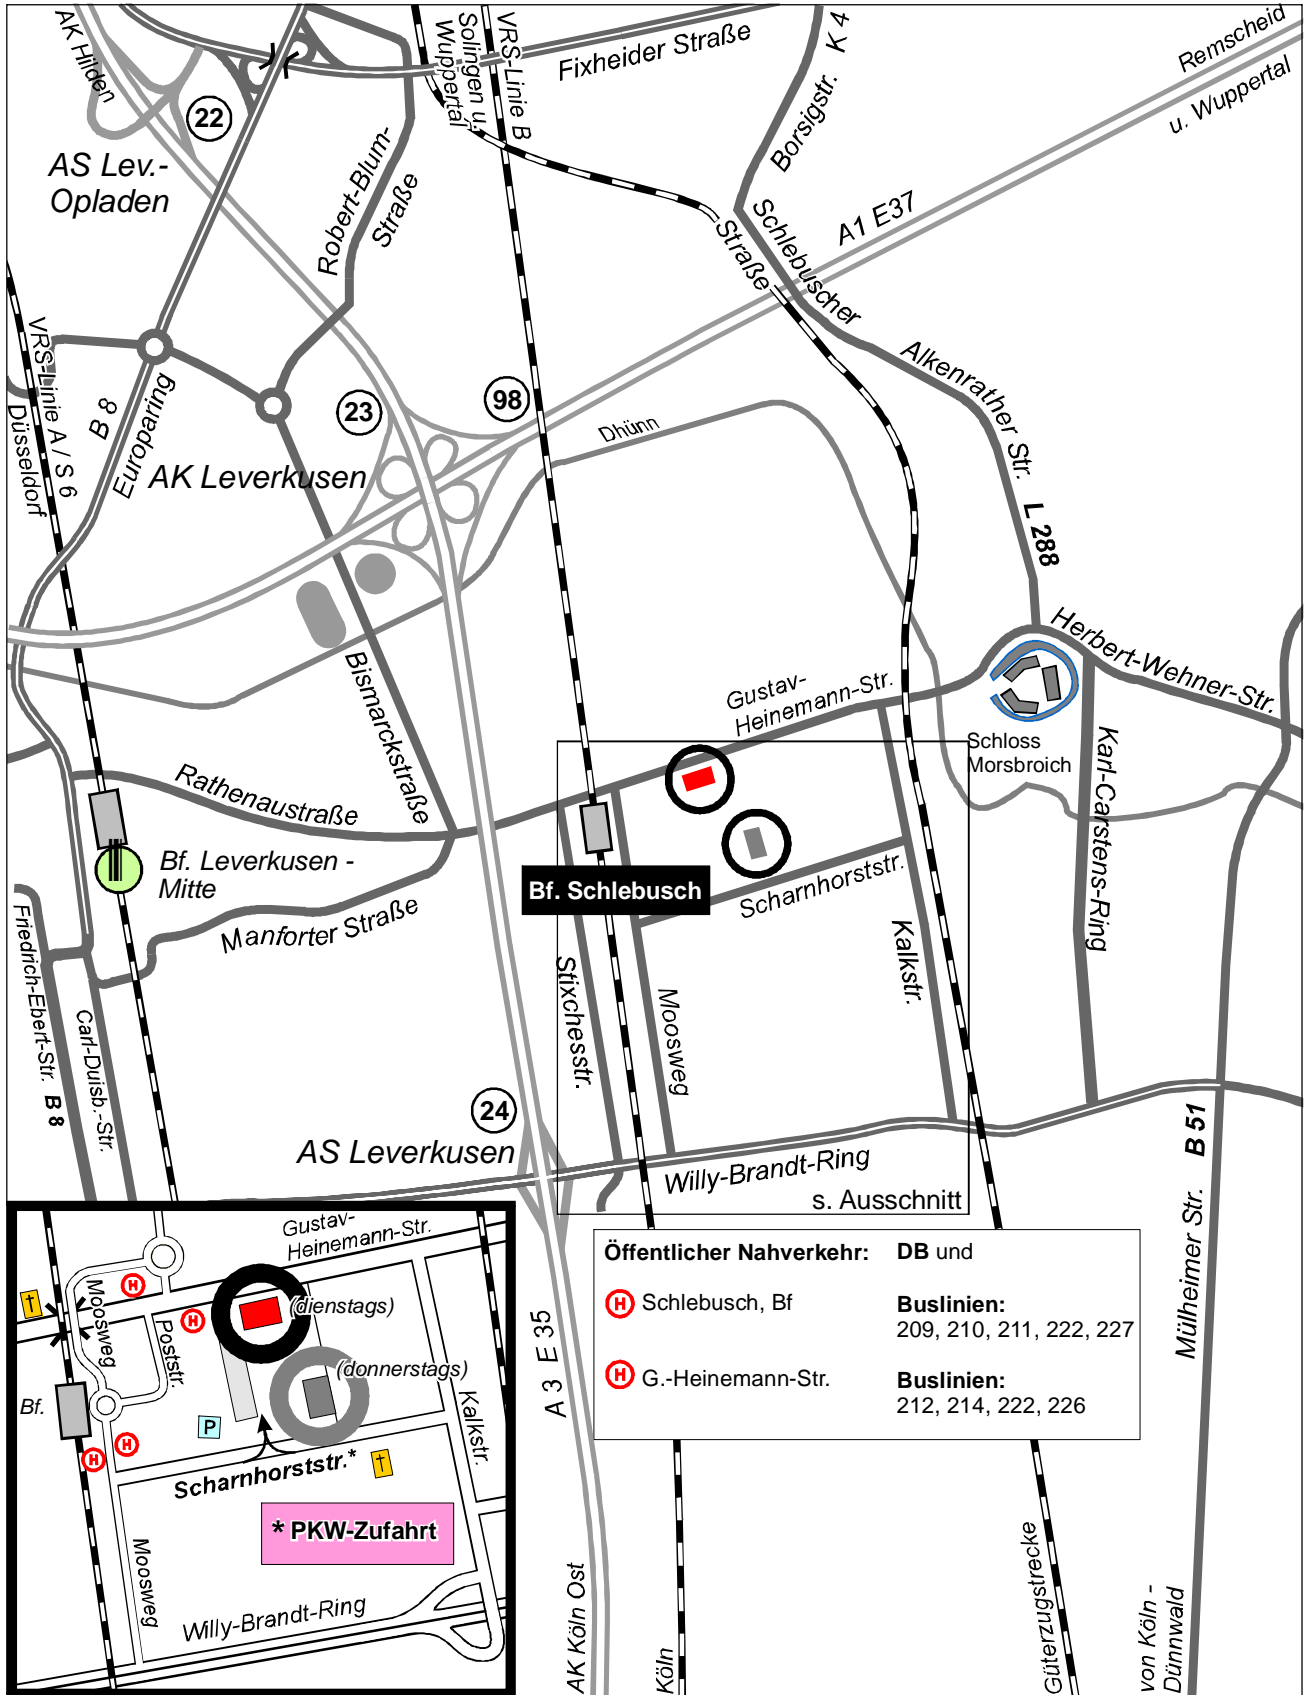 AK Hilden
22
AS Lev.-
Opladen
Robert-Blum-
Straße
Solingen u.
Wuppertal
VRS-Linie B
Fixheider Straße
Borsigstr. K 4
Remscheid
u. Wuppertal
A1 E37
Schlebuscher
Straße
Alkenrather Str.
L 288
VRS-Linie A / S 6
Düsseldorf
B 8
Europaring
23
98
AK Leverkusen
Dhünn
Bismarckstraße
Herbert-Wehner-Str.
Gustav-
Heinemann-Str.
Schloss
Morsbroich
Karl-Carstens-Ring
Rathenaustraße
Bf. Leverkusen -
Mitte
Manforter Straße
Bf. Schlebusch
Scharnhorststr.
Kalkstr.
Stixchesstr.
Moosweg
Friedrich-Ebert-Str. B 8
Carl-Duisb.-Str.
24
AS Leverkusen
Willy-Brandt-Ring
s. Ausschnitt
Mülheimer Str. B 51
Öffentlicher Nahverkehr: DB und
H Schlebusch, Bf Buslinien:
209, 210, 211, 222, 227
H G.-Heinemann-Str. Buslinien:
212, 214, 222, 226
A 3 E 35
AK Köln Ost
Köln
Güterzugstrecke
von Köln -
Dünnwald
Gustav-
Heinemann-Str.
H
H
(dienstags)
Moosweg
Poststr.
(donnerstags)
Bf.
P
Kalkstr.
H
H
Scharnhorststr.*
* PKW-Zufahrt
Moosweg
Willy-Brandt-Ring